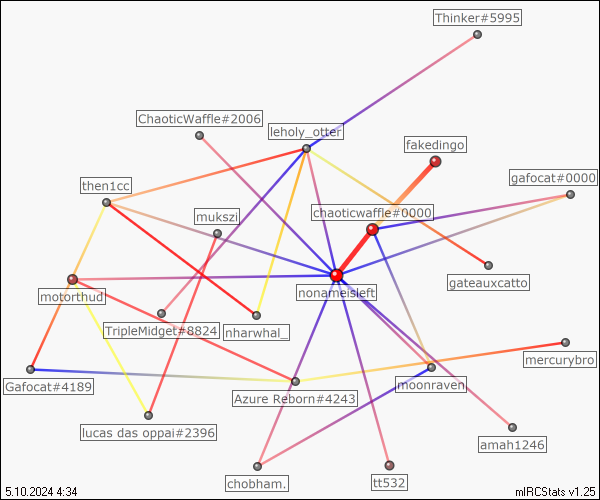 Thinker#5995
ChaoticWaffle#2006
leholy_otter
fakedingo
gafocat#0000
then1cc
mukszi
chaoticwaffle#0000
gateauxcatto
nonameisleft
motorthud
TripleMidget#8824
nharwhal_
mercurybro
Gafocat#4189
Azure Reborn#4243
moonraven
lucas das oppai#2396
amah1246
chobham.
tt532
5.10.2024 4:34
mIRCStats v1.25